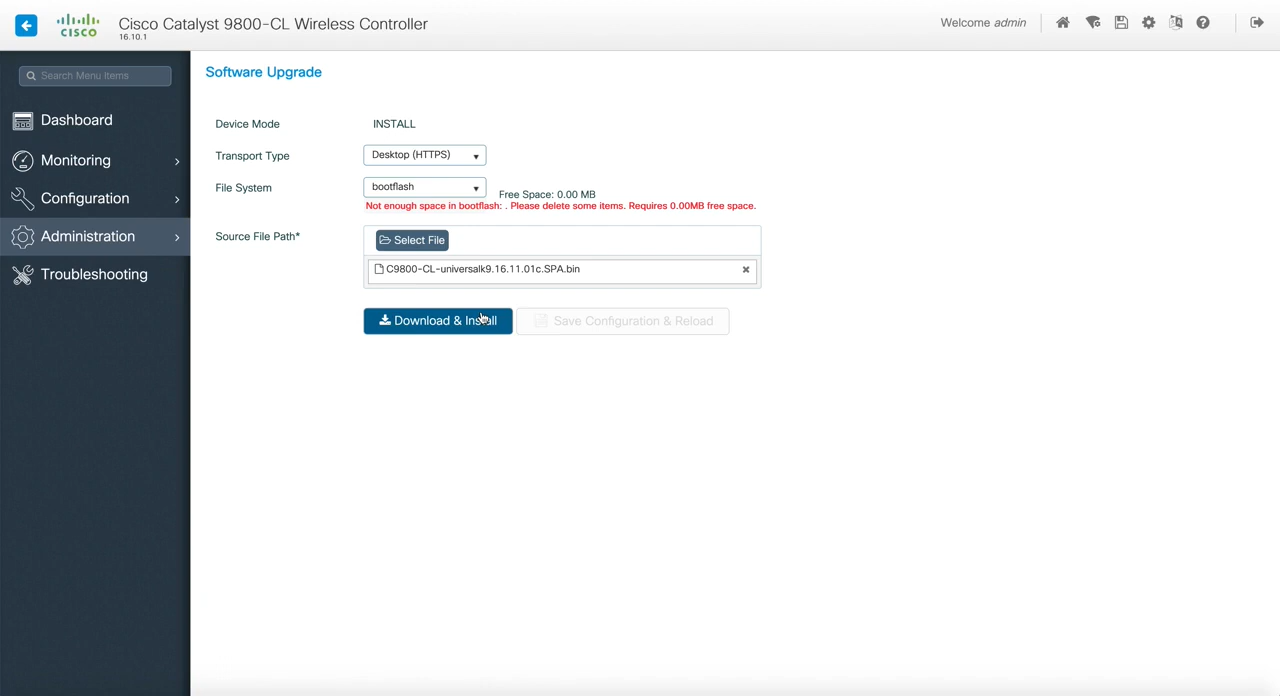 CISCO
Cisco Catalyst 9800-CL Wireless Controller
16.10.1
Welcome admin
Search Menu Items
Dashboard
Monitoring
Configuration
Administration
Troubleshooting
Software Upgrade
Device Mode
INSTALL
Transport Type
Desktop (HTTPS)
File System
bootflash
Free Space: 0.00 MB
Not enough space in bootflash: . Please delete some items. Requires 0.00MB free space.
Source File Path*
Select File
C9800-CL-universalk9.16.11.01c.SPA.bin
Download & Install
Save Configuration & Reload